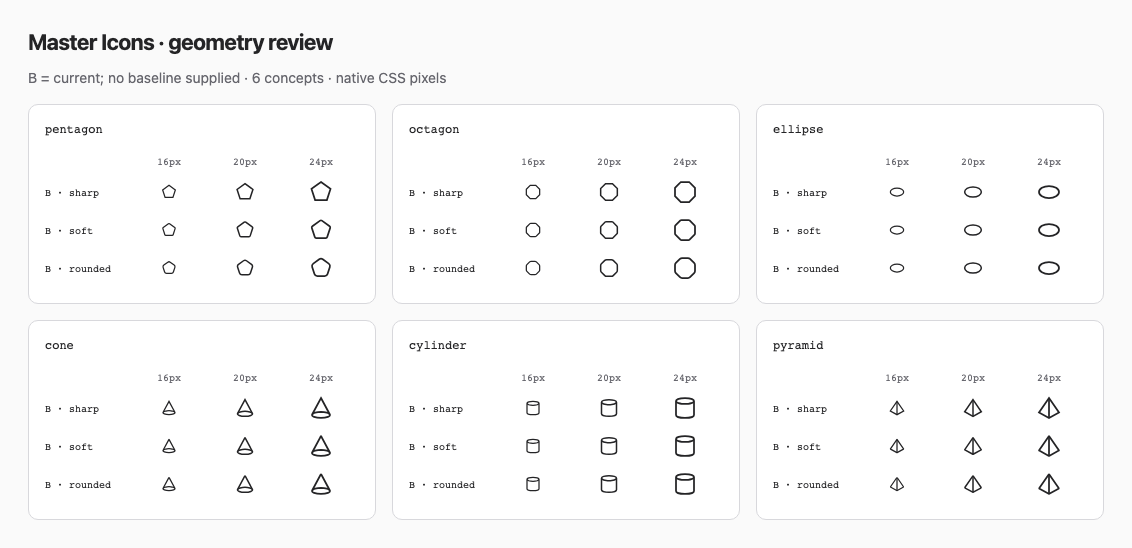 Master Icons · geometry review
B = current; no baseline supplied · 6 concepts · native CSS pixels
pentagon
16px 20px 24px
B · sharp
B · soft
B · rounded
octagon
16px 20px 24px
B · sharp
B · soft
B · rounded
ellipse
16px 20px 24px
B · sharp
B · soft
B · rounded
cone
16px 20px 24px
B · sharp
B · soft
B · rounded
cylinder
16px 20px 24px
B · sharp
B · soft
B · rounded
pyramid
16px 20px 24px
B · sharp
B · soft
B · rounded